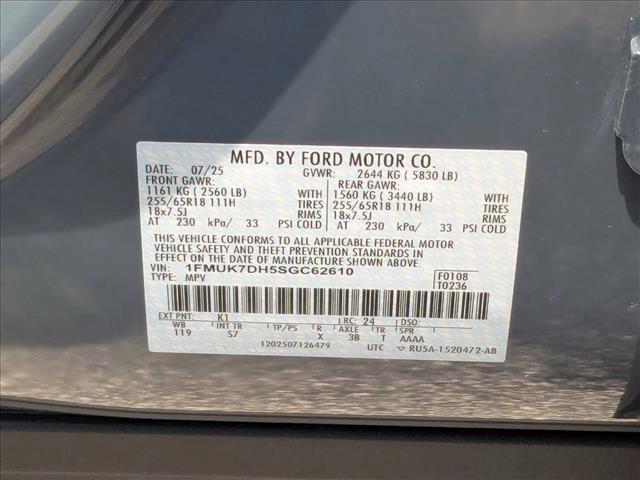 MFD. BY FORD MOTOR CO.
DATE: 07/25 GVWR: 2644 KG ( 5830 LB)
FRONT GAWR: REAR GAWR:
1161 KG ( 2560 LB) WITH 1560 KG ( 3440 LB) WITH
255/65R18 111H TIRES 255/65R18 111H TIRES
18x7.5J RIMS 18x7.5J RIMS
AT 230 kPa/ 33 PSI COLD AT 230 kPa/ 33 PSI COLD
THIS VEHICLE CONFORMS TO ALL APPLICABLE FEDERAL MOTOR
VEHICLE SAFETY AND THEFT PREVENTION STANDARDS IN
EFFECT ON THE DATE OF MANUFACTURE SHOWN ABOVE.
VIN: 1FMUK7DH5SGC62610 F0108
TYPE: MPV T0236
EXT PNT: K1 RC: 24 DSO:
WB INT TR TP/PS R AXLE TR
119 S7 X 3B T AAAA
1202507126479 UTC ▽ RU5A-1520472-AB